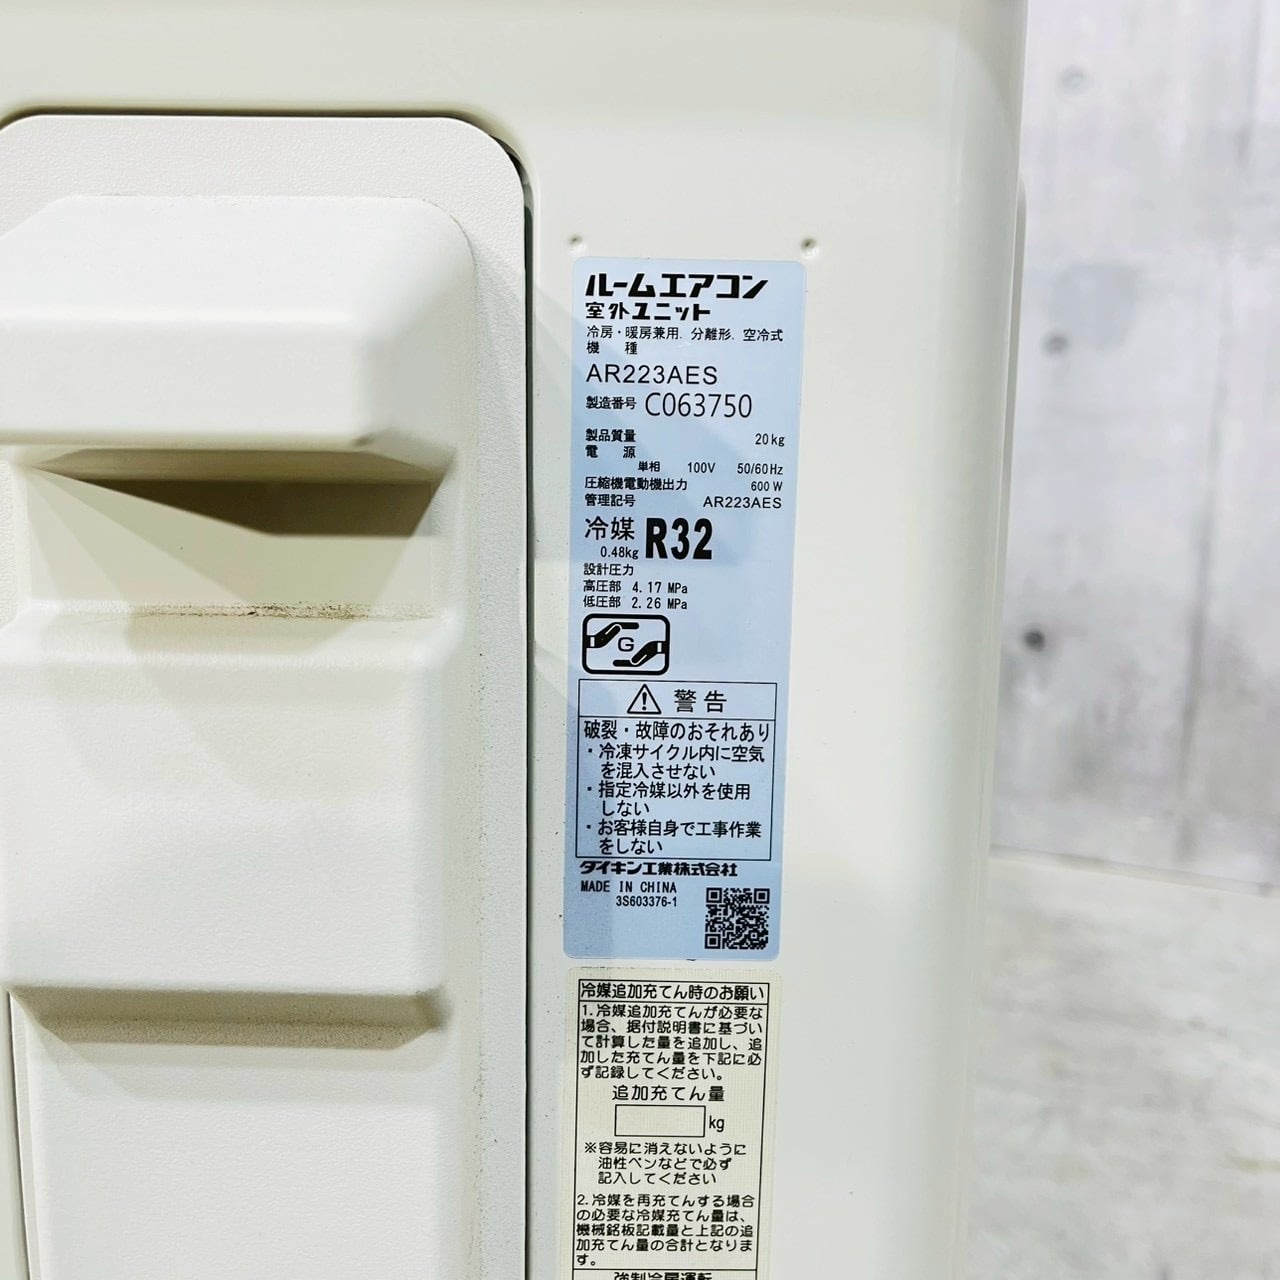 ルームエアコン
室外ユニット
冷房・暖房兼用. 分離形. 空冷式
機 種
AR223AES
製造番号 C063750
製品質量 20kg
電 源
単相 100V 50/60Hz
圧縮機電動機出力 600W
管理記号 AR223AES
冷媒 R32
0.48kg
設計圧力
高圧部 4.17 MPa
低圧部 2.26 MPa
G
警告
破裂・故障のおそれあり
・冷凍サイクル内に空気
を混入させない
・指定冷媒以外を使用
しない
・お客様自身で工事作業
をしない
ダイキン工業株式会社
MADE IN CHINA
3S603376-1
冷媒追加充てん時のお願い
1.冷媒追加充てんが必要な
場合、据付説明書に基づい
て計算した量を追加し、追
加した充てん量を下記に必
ず記録してください。
追加充てん量
kg
※容易に消えないように
油性ペンなどで必ず
記入してください
2.冷媒を再充てんする場合
の必要な冷媒充てん量は、
機械銘板記載量と上記の追
加充てん量の合計となりま
す。
強制冷房運転